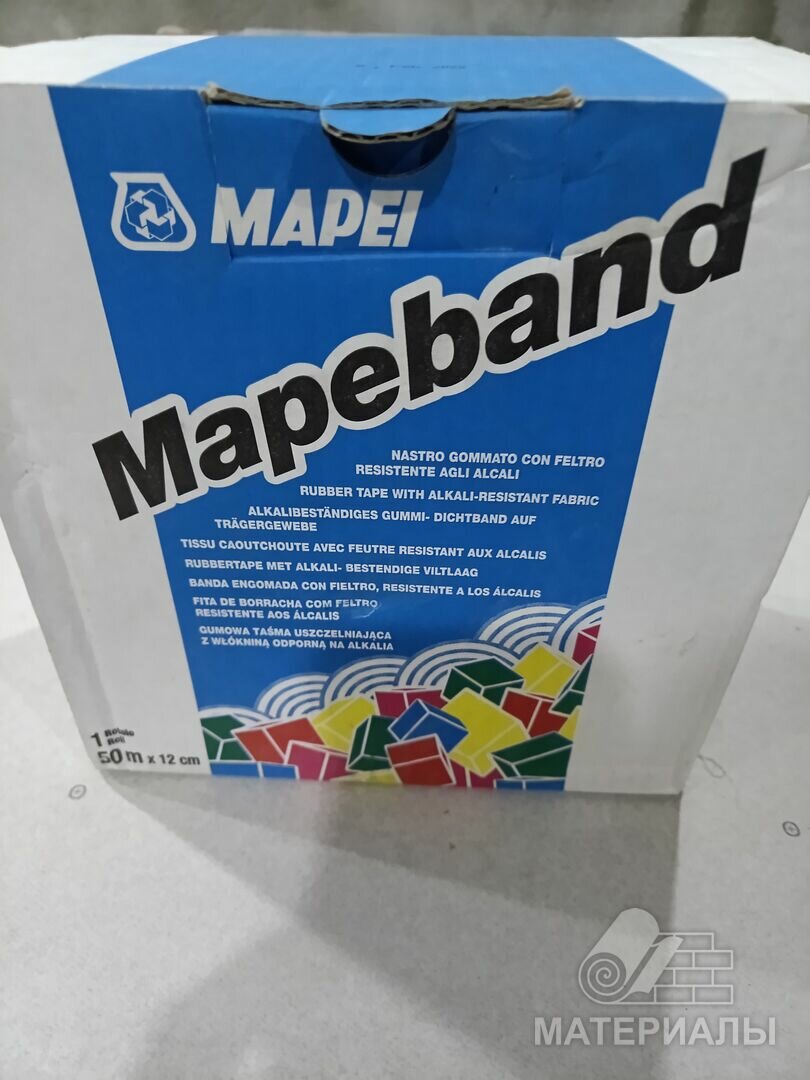 MAPEI
Mapeband
NASTRO GOMMATO CON FELTRO
RESISTENTE AGLI ALCALI
RUBBER TAPE WITH ALKALI-RESISTANT FABRIC
ALKALIBESTÄNDIGES GUMMI- DICHTBAND AUF
TRÄGERGEWEBE
TISSU CAOUTCHOUTE AVEC FEUTRE RESISTANT AUX ALCALIS
RUBBERTAPE MET ALKALI- BESTENDIGE VILTLAAG
BANDA ENGOMADA CON FIELTRO, RESISTENTE A LOS ÁLCALIS
FITA DE BORRACHA COM FELTRO
RESISTENTE AOS ÁLCALIS
GUMOWA TAŚMA USZCZELNIAJĄCA
Z WŁÓKNINĄ ODPORNĄ NA ALKALIA
1 Rotolo
Roll
50 m x 12 cm
МАТЕРИАЛЫ